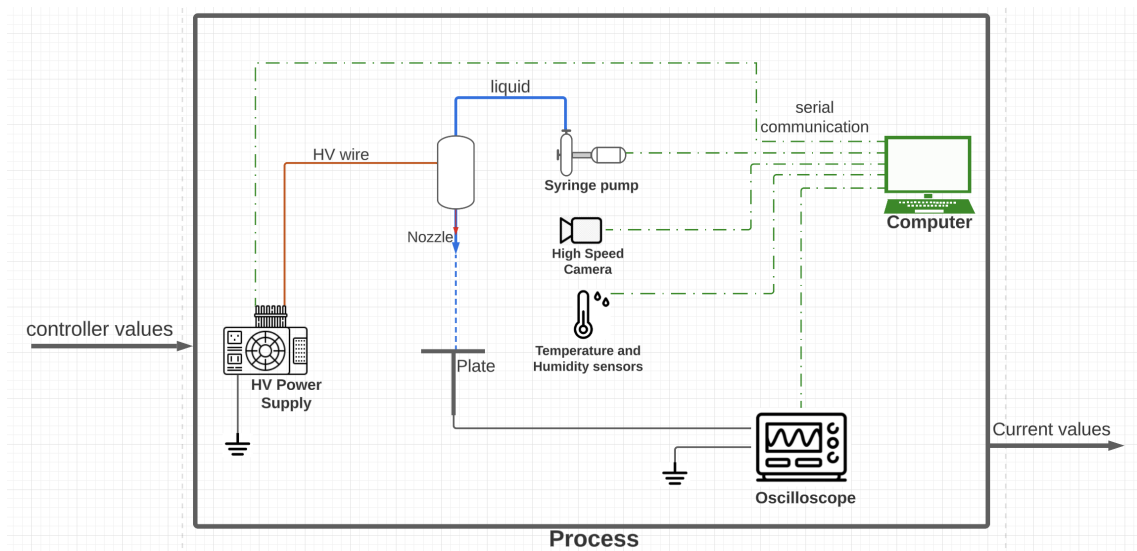 liquid
serial
communication
HV wire
Syringe pump
Computer
Nozzle
High Speed
Camera
controller values
Temperature and
Humidity sensors
Plate
HV Power
Supply
Current values
Oscilloscope
Process